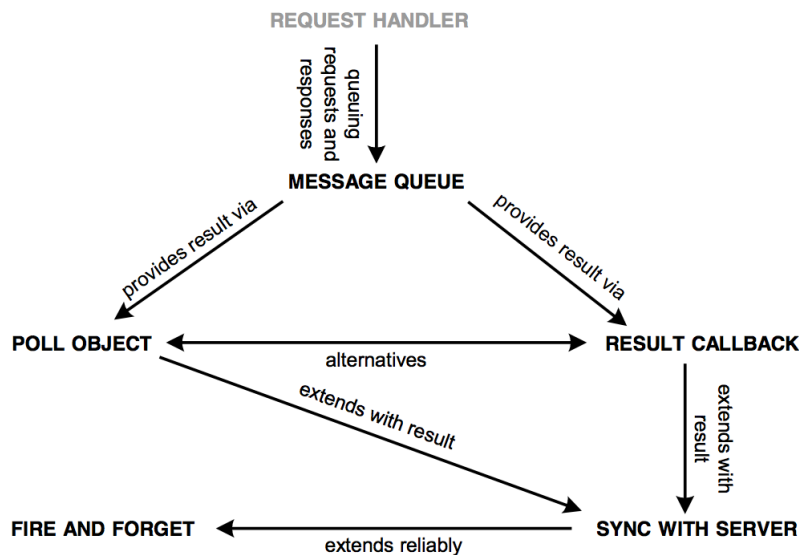 REQUEST HANDLER
queuing
requests and
responses
MESSAGE QUEUE
provides result via
provides result via
POLL OBJECT
alternatives
RESULT CALLBACK
extends with result
extends with
result
FIRE AND FORGET
extends reliably
SYNC WITH SERVER